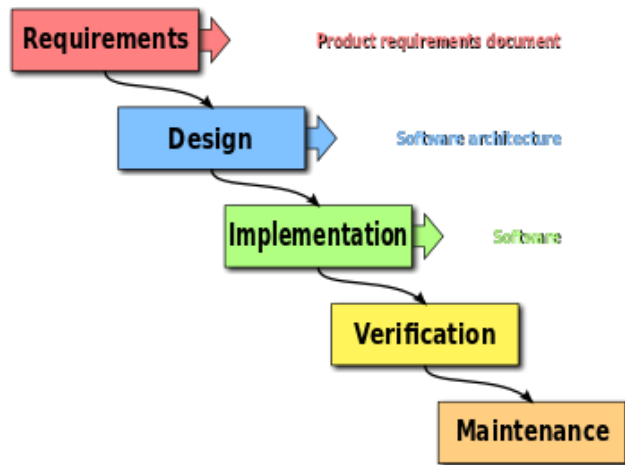 Requirements
Product requirements document
Design
Software architecture
Implementation
Software
Verification
Maintenance